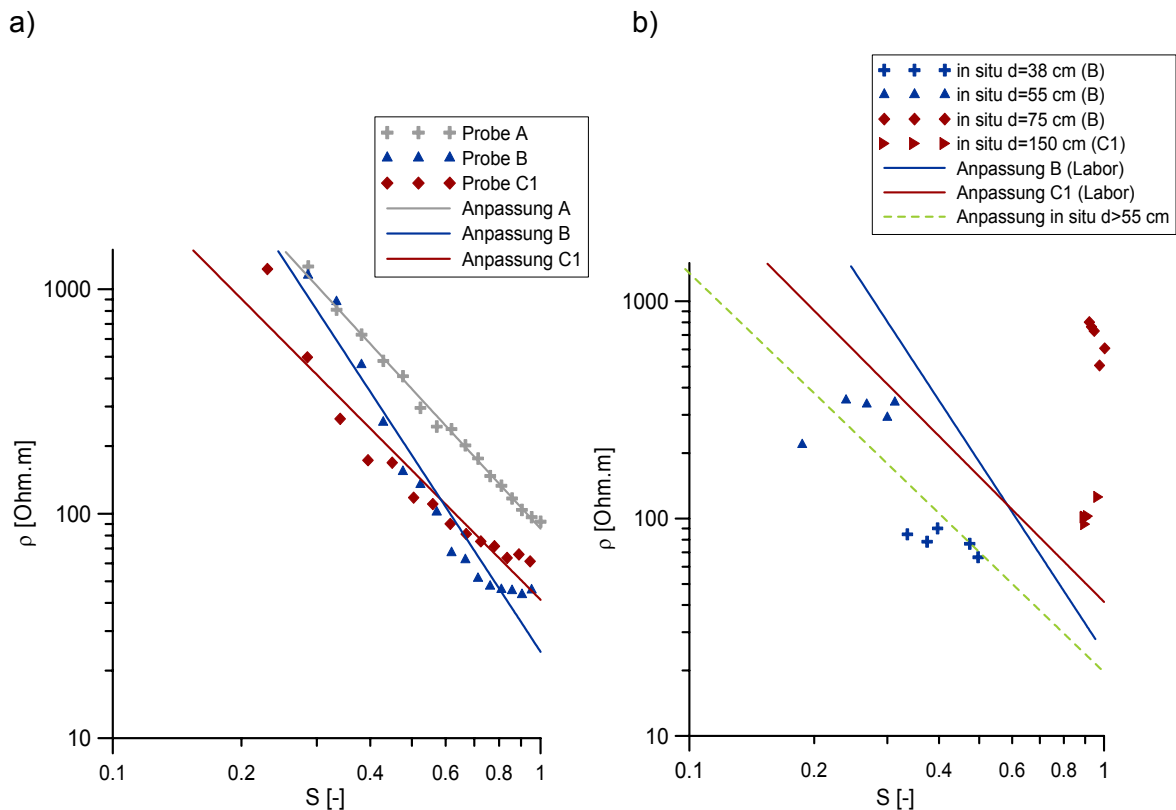 a)
Probe A
Probe B
Probe C1
Anpassung A
Anpassung B
Anpassung C1
1000
100
10
ρ [Ohm.m]
0.1
0.2
0.4
0.6
0.8
1
S [-]
b)
in situ d=38 cm (B)
in situ d=55 cm (B)
in situ d=75 cm (B)
in situ d=150 cm (C1)
Anpassung B (Labor)
Anpassung C1 (Labor)
Anpassung in situ d>55 cm
1000
100
10
ρ [Ohm.m]
0.1
0.2
0.4
0.6
0.8
1
S [-]